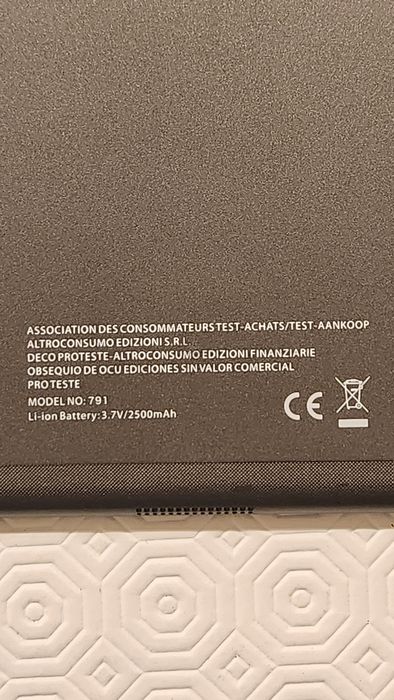 ASSOCIATION DES CONSOMMATEURS TEST-ACHATS/TEST-AANKOOP
ALTROCONSUMO EDIZIONI S.R.L.
DECO PROTESTE-ALTROCONSUMO EDIZIONI FINANZIARIE
OBSEQUIO DE OCU EDICIONES SIN VALOR COMERCIAL
PRO TESTE
MODEL NO: 791
Li-ion Battery: 3.7V/2500mAh
CE